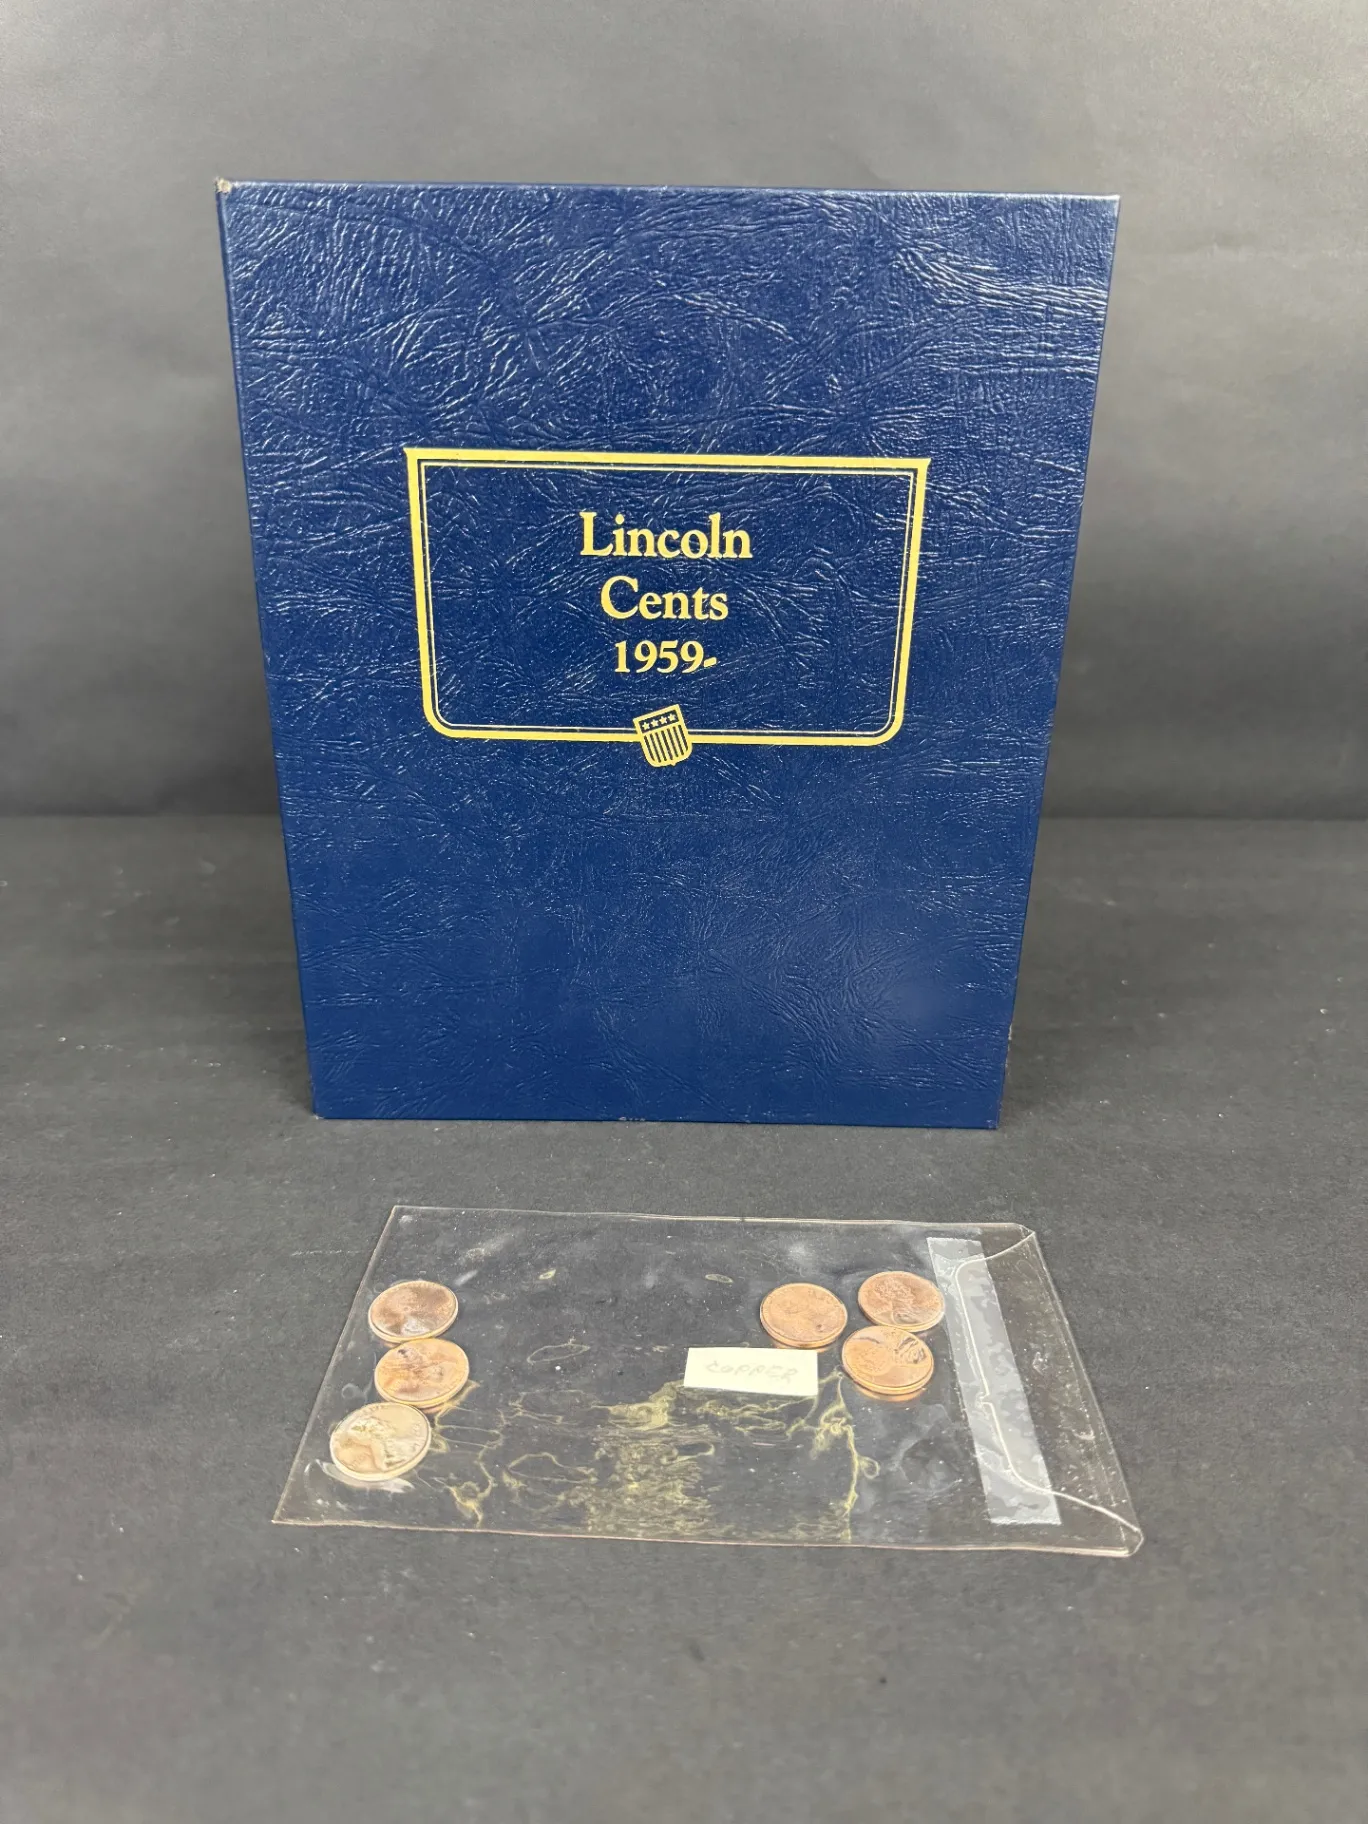 Lincoln
Cents
1959-
COPPER